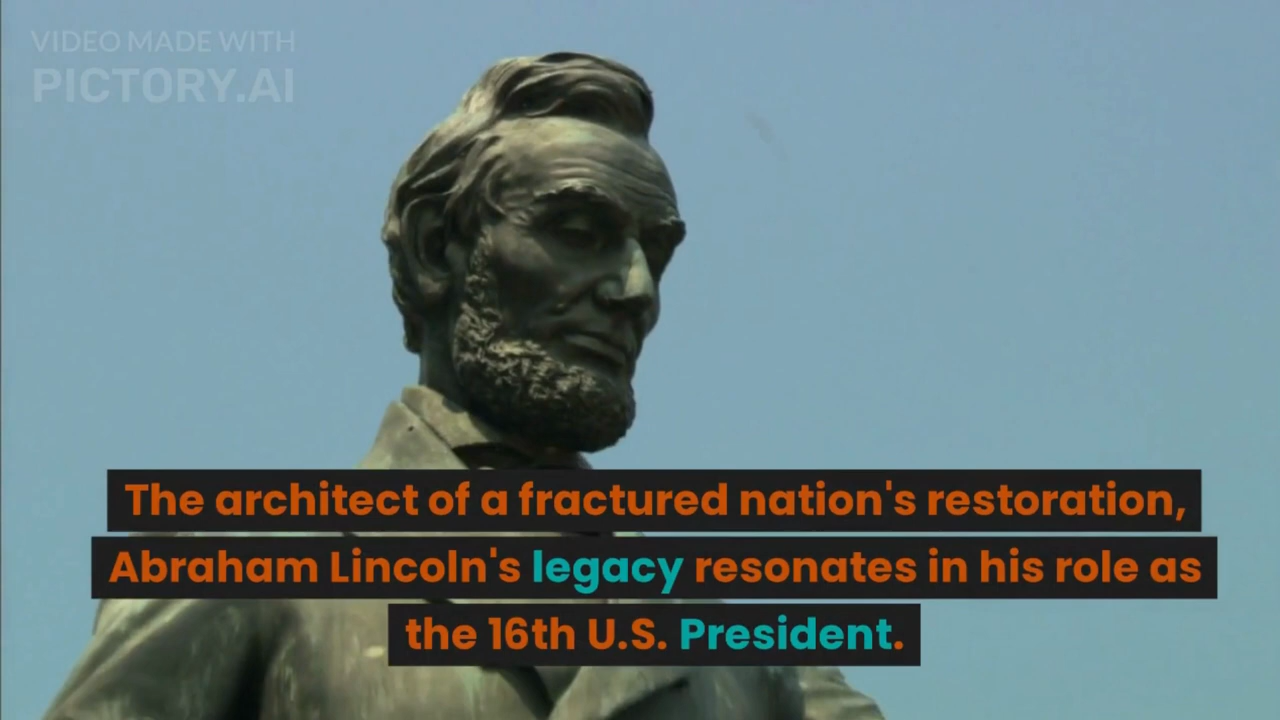 VIDEO MADE WITH
PICTORY.AI
The architect of a fractured nation's restoration,
Abraham Lincoln's legacy resonates in his role as
the 16th U.S. President.